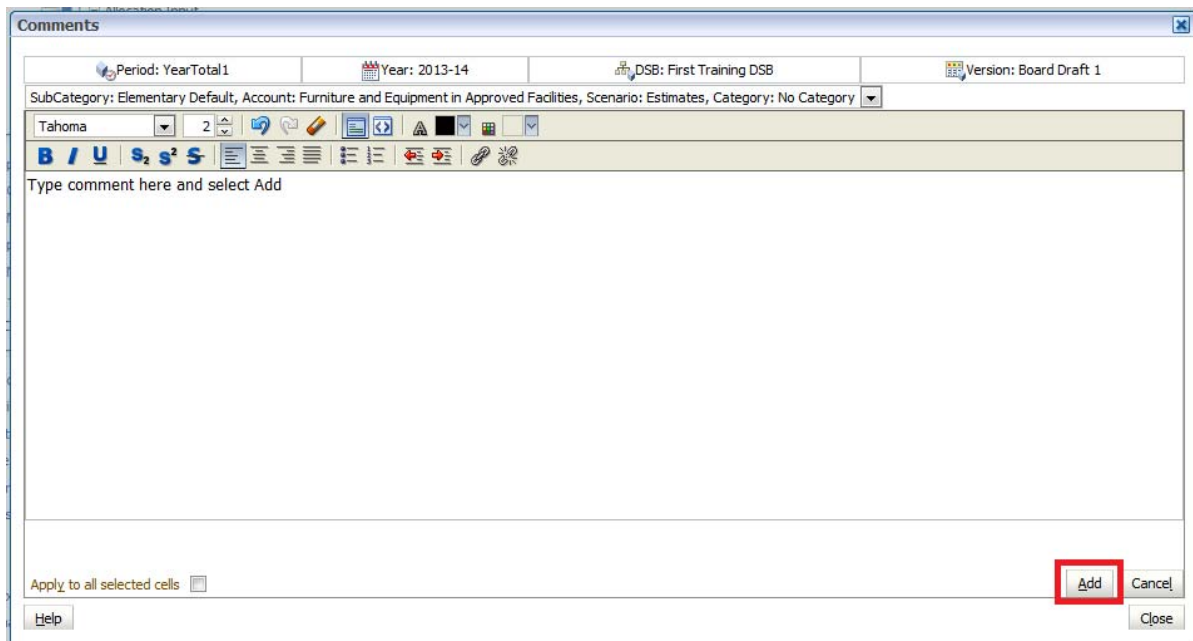 Allocation Input
Comments
Period: YearTotal1 Year: 2013-14 DSB: First Training DSB Version: Board Draft 1
SubCategory: Elementary Default, Account: Furniture and Equipment in Approved Facilities, Scenario: Estimates, Category: No Category
Tahoma 2 A
B I U S₂ S² S
Type comment here and select Add
Apply to all selected cells Add Cancel
Help Close